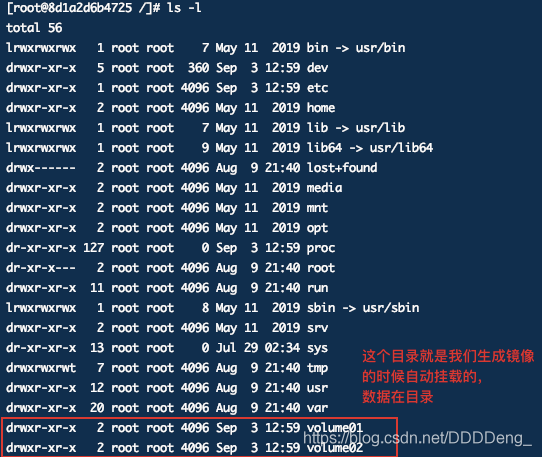 [root@8d1a2d6b4725 /]# ls -l
total 56
lrwxrwxrwx 1 root root 7 May 11 2019 bin -> usr/bin
drwxr-xr-x 5 root root 360 Sep 3 12:59 dev
drwxr-xr-x 1 root root 4096 Sep 3 12:59 etc
drwxr-xr-x 2 root root 4096 May 11 2019 home
lrwxrwxrwx 1 root root 7 May 11 2019 lib -> usr/lib
lrwxrwxrwx 1 root root 9 May 11 2019 lib64 -> usr/lib64
drwx------ 2 root root 4096 Aug 9 21:40 lost+found
drwxr-xr-x 2 root root 4096 May 11 2019 media
drwxr-xr-x 2 root root 4096 May 11 2019 mnt
drwxr-xr-x 2 root root 4096 May 11 2019 opt
dr-xr-xr-x 127 root root 0 Sep 3 12:59 proc
dr-xr-x--- 2 root root 4096 Aug 9 21:40 root
drwxr-xr-x 11 root root 4096 Aug 9 21:40 run
lrwxrwxrwx 1 root root 8 May 11 2019 sbin -> usr/sbin
drwxr-xr-x 2 root root 4096 May 11 2019 srv
dr-xr-xr-x 13 root root 0 Jul 29 02:34 sys
drwxrwxrwt 7 root root 4096 Aug 9 21:40 tmp
drwxr-xr-x 12 root root 4096 Aug 9 21:40 usr
drwxr-xr-x 20 root root 4096 Aug 9 21:40 var
drwxr-xr-x 2 root root 4096 Sep 3 12:59 volume01
drwxr-xr-x 2 root root 4096 Sep 3 12:59 volume02
这个目录就是我们生成镜像
的时候自动挂载的,
数据在目录
https://blog.csdn.net/DDDDeng_